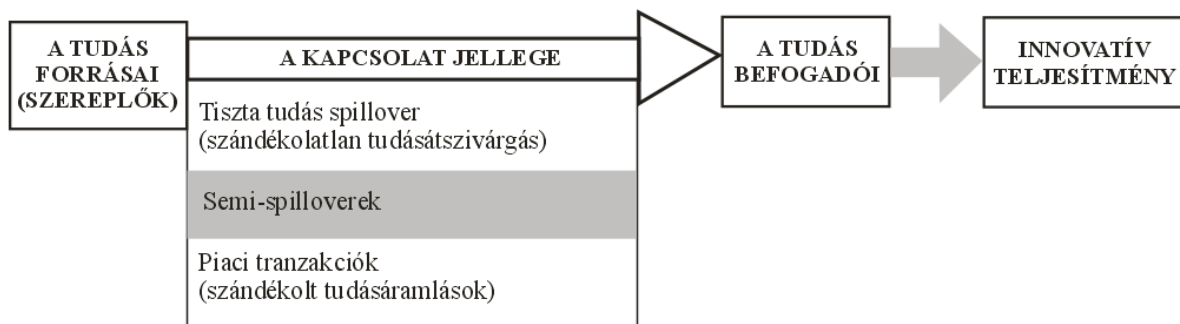 A TUDÁS
FORRÁSAI
(SZEREPLŐK)
A KAPCSOLAT JELLEGE
Tiszta tudás spillover
(szándékolatlan tudásátszivárgás)
Semi-spilloverek
Piaci tranzakciók
(szándékolt tudásáramlások)
A TUDÁS
BEFOGADÓI
INNOVATÍV
TELJESÍTMÉNY